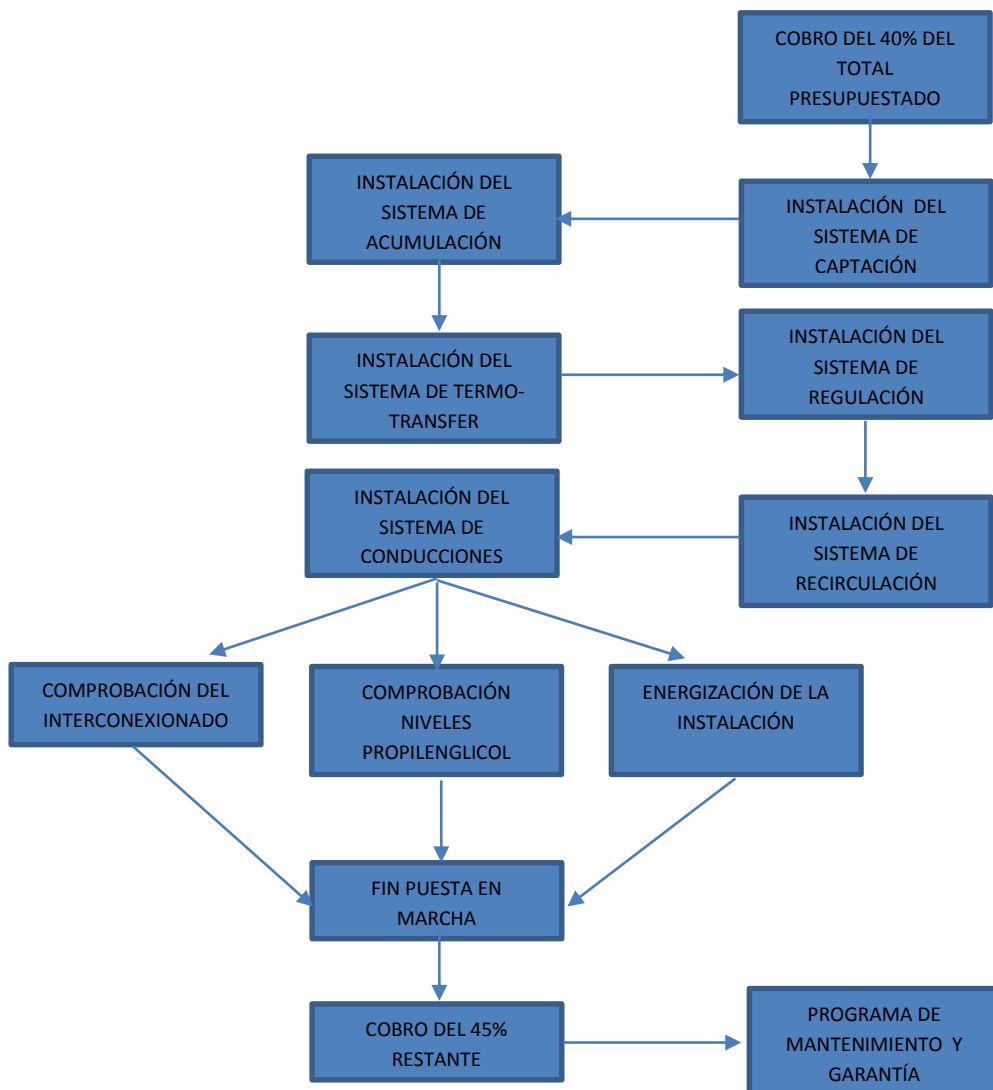 COBRO DEL 40% DEL
TOTAL
PRESUPUESTADO
INSTALACIÓN DEL
SISTEMA DE
CAPTACIÓN
INSTALACIÓN DEL
SISTEMA DE
ACUMULACIÓN
INSTALACIÓN DEL
SISTEMA DE TERMO-
TRANSFER
INSTALACIÓN DEL
SISTEMA DE
REGULACIÓN
INSTALACIÓN DEL
SISTEMA DE
RECIRCULACIÓN
INSTALACIÓN DEL
SISTEMA DE
CONDUCCIONES
COMPROBACIÓN DEL
INTERCONEXIONADO
COMPROBACIÓN
NIVELES
PROPILENGLICOL
ENERGIZACIÓN DE LA
INSTALACIÓN
FIN PUESTA EN
MARCHA
COBRO DEL 45%
RESTANTE
PROGRAMA DE
MANTENIMIENTO Y
GARANTÍA